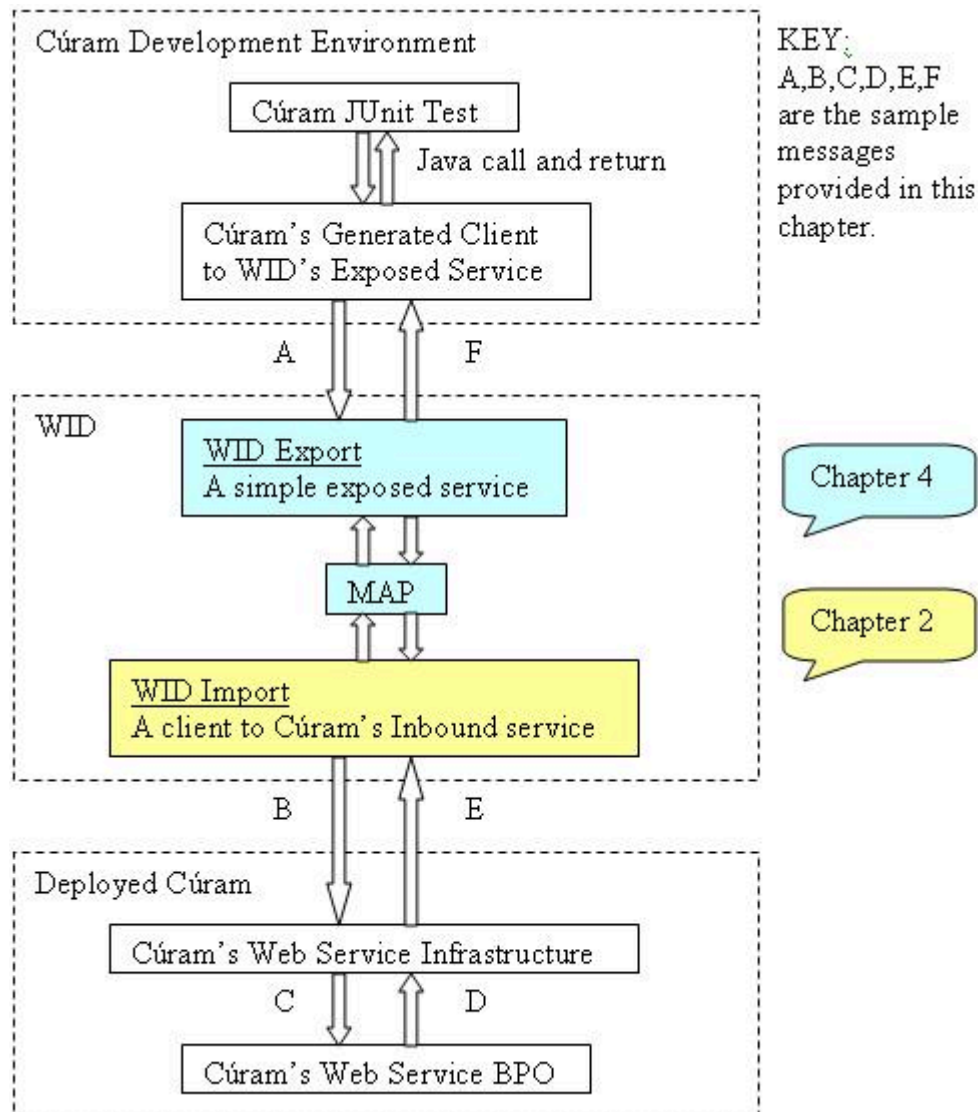 Cúram Development Environment
Cúram JUnit Test
Java call and return
Cúram's Generated Client
to WID's Exposed Service
KEY:
A,B,C,D,E,F
are the sample
messages
provided in this
chapter.
A
F
WID
WID Export
A simple exposed service
MAP
WID Import
A client to Cúram's Inbound service
Chapter 4
Chapter 2
B
E
Deployed Cúram
Cúram's Web Service Infrastructure
C
D
Cúram's Web Service BPO